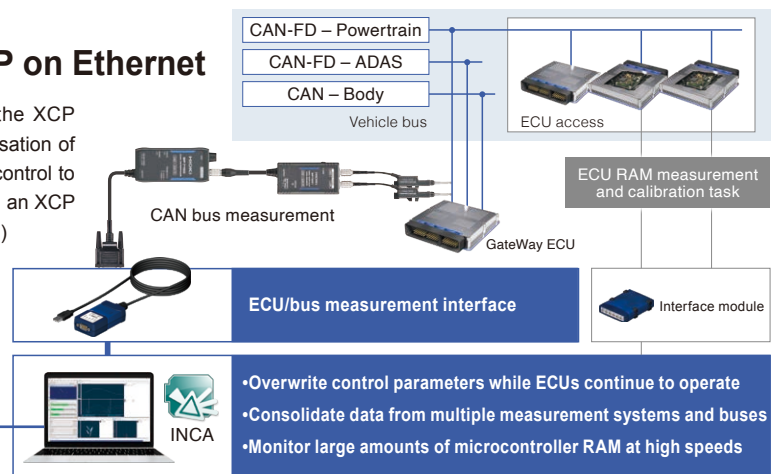 P on Ethernet
the XCP
sation of
control to
an XCP
)
CAN-FD – Powertrain
CAN-FD – ADAS
CAN – Body
Vehicle bus
ECU access
CAN bus measurement
GateWay ECU
ECU RAM measurement
and calibration task
Interface module
ECU/bus measurement interface
INCA
•Overwrite control parameters while ECUs continue to operate
•Consolidate data from multiple measurement systems and buses
•Monitor large amounts of microcontroller RAM at high speeds